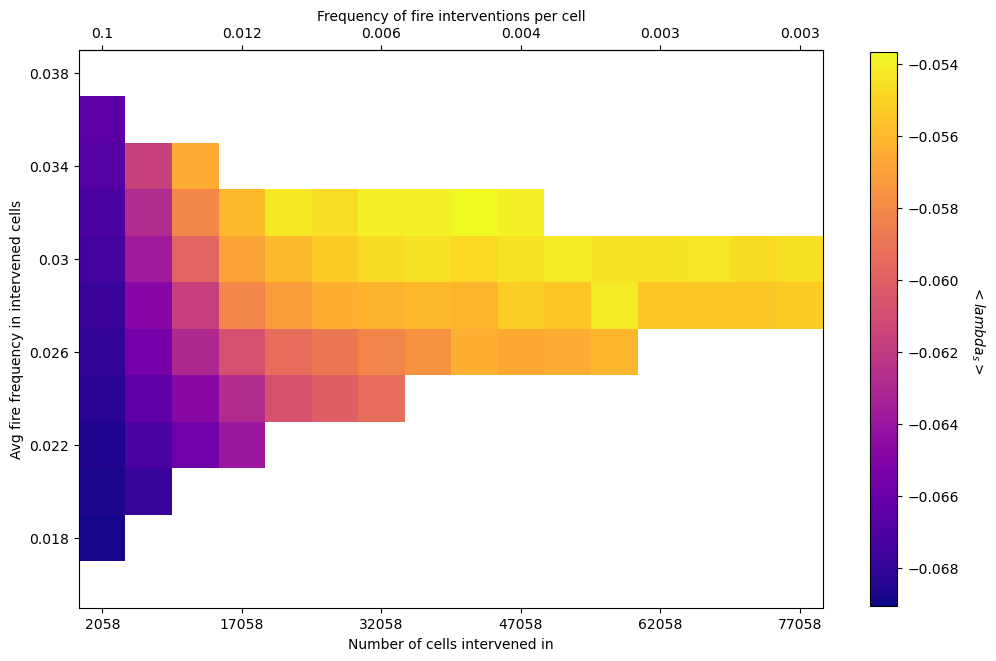 Frequency of fire interventions per cell
0.1 0.012 0.006 0.004 0.003 0.003
Avg fire frequency in intervened cells
0.038
0.034
0.03
0.026
0.022
0.018
2058 17058 32058 47058 62058 77058
Number of cells intervened in
−0.054
−0.056
−0.058
−0.060
−0.062
−0.064
−0.066
−0.068
< lambda_s >